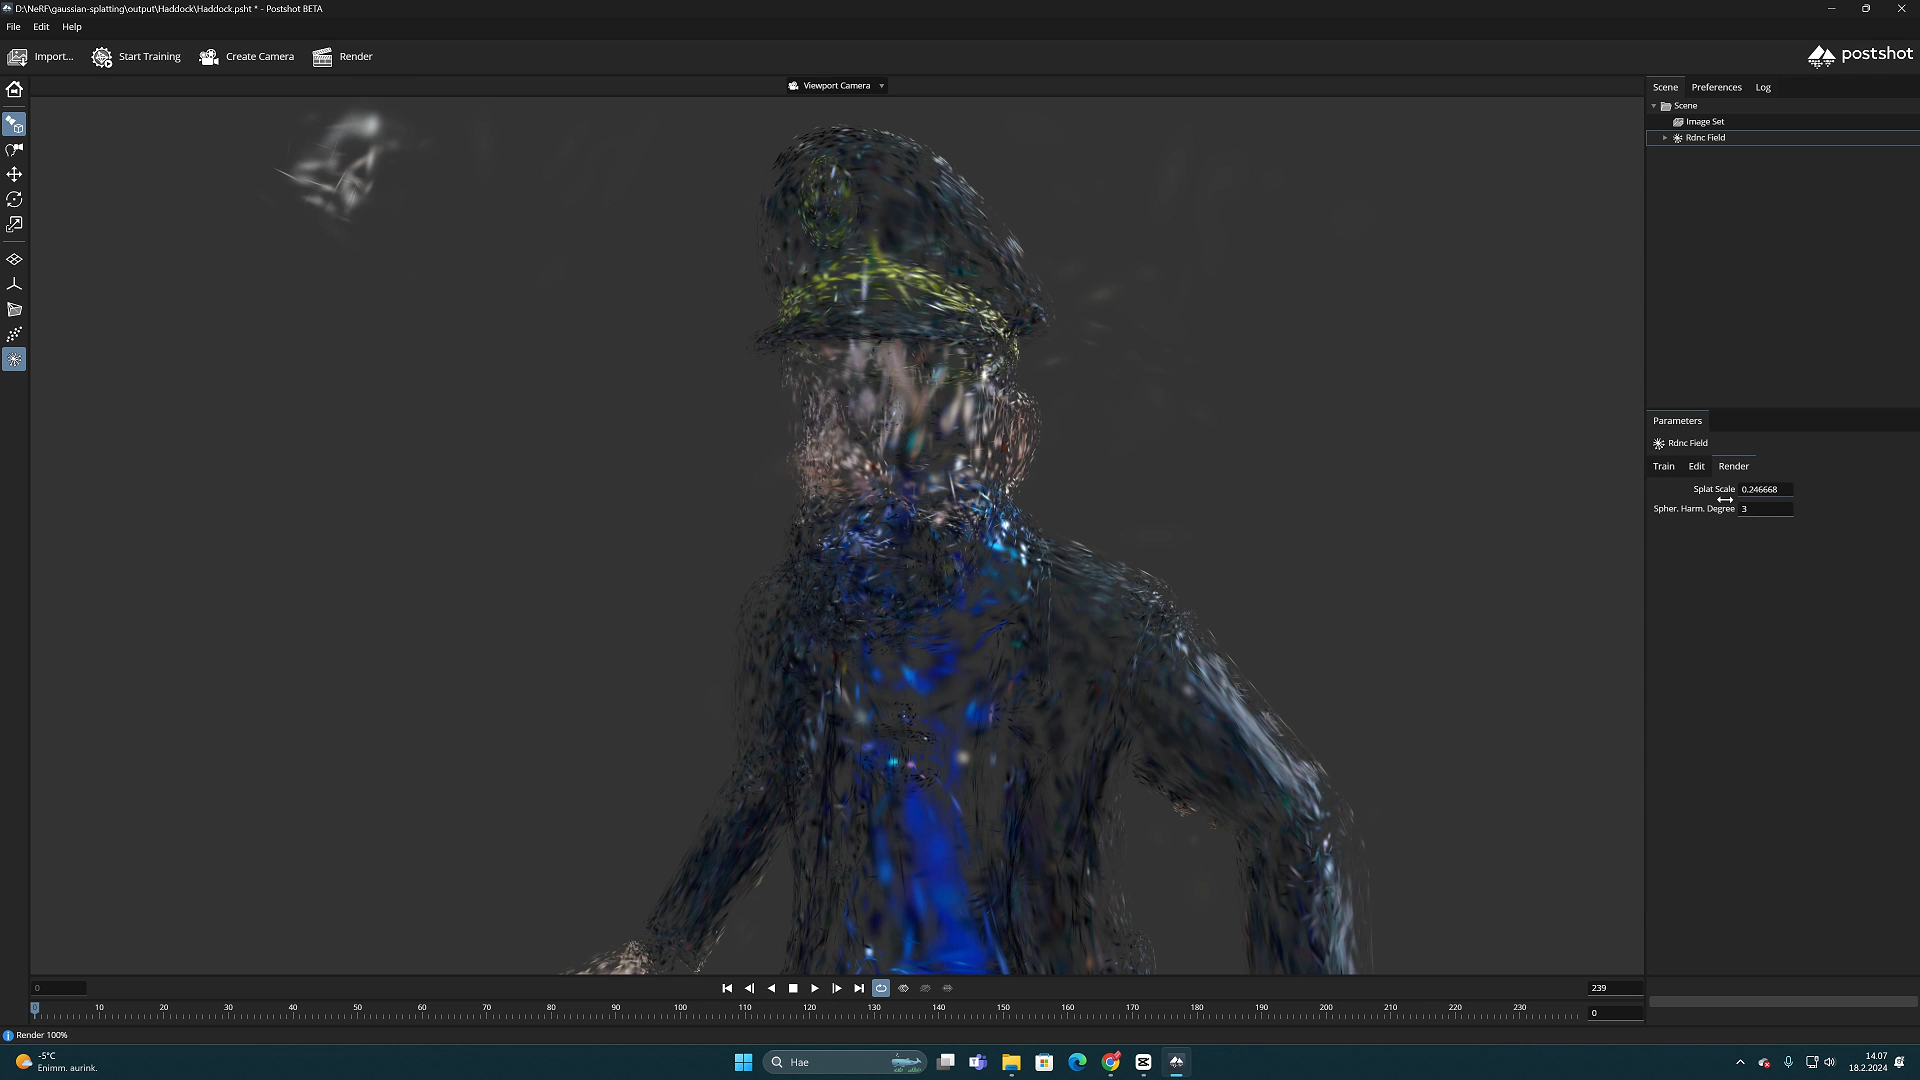 D:\NeRF\gaussian-splatting\output\Haddock\Haddock.psht * - Postshot BETA
File Edit Help
Import... Start Training Create Camera Render
postshot
Viewport Camera
Scene Preferences Log
Scene
Image Set
Rdnc Field
Parameters
Rdnc Field
Train Edit Render
Splat Scale 0.246668
Spher. Harm. Degree 3
0
239
0 10 20 30 40 50 60 70 80 90 100 110 120 130 140 150 160 170 180 190 200 210 220 230
0
Render 100%
-5°C
Enimm. aurink.
Hae
14.07
18.2.2024